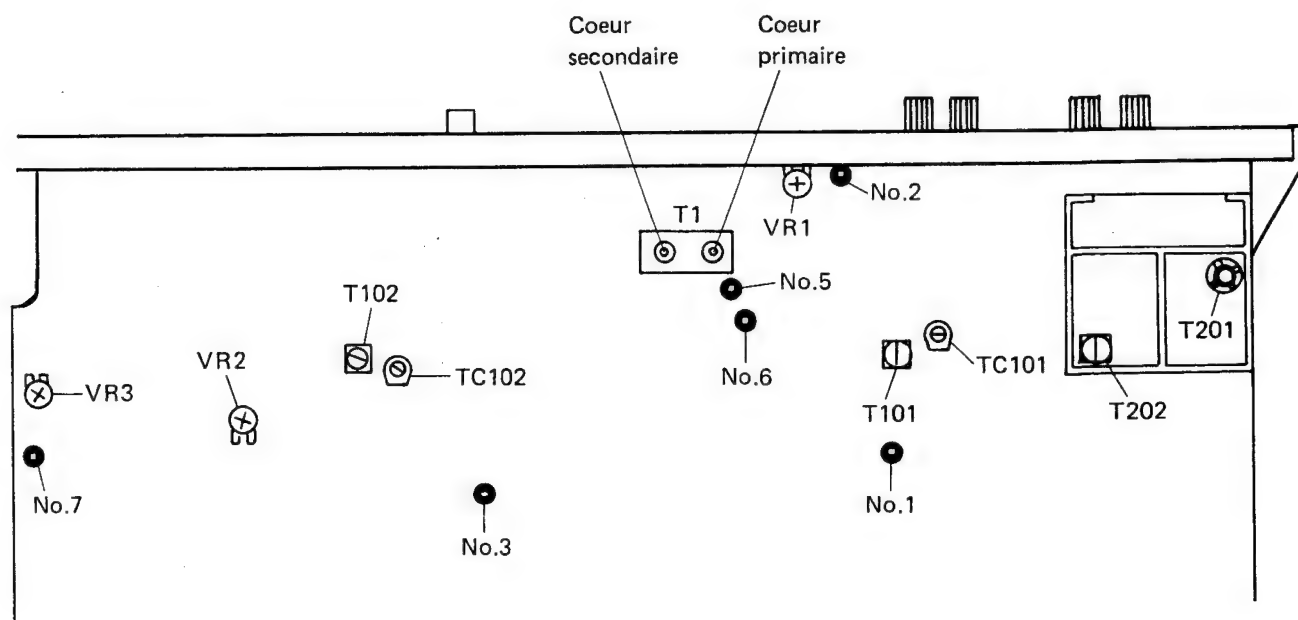 Coeur
secondaire
Coeur
primaire
No.2
VR1
T1
No.5
T102
T201
No.6
TC102
TC101
VR2
VR3
T101
T202
No.7
No.1
No.3